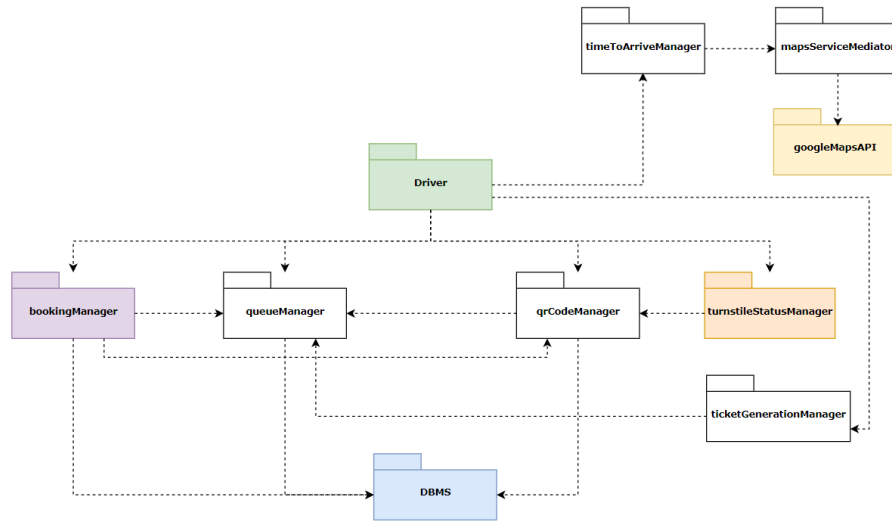 timeToArriveManager
mapsServiceMediator
googleMapsAPI
Driver
bookingManager
queueManager
qrCodeManager
turnstileStatusManager
ticketGenerationManager
DBMS